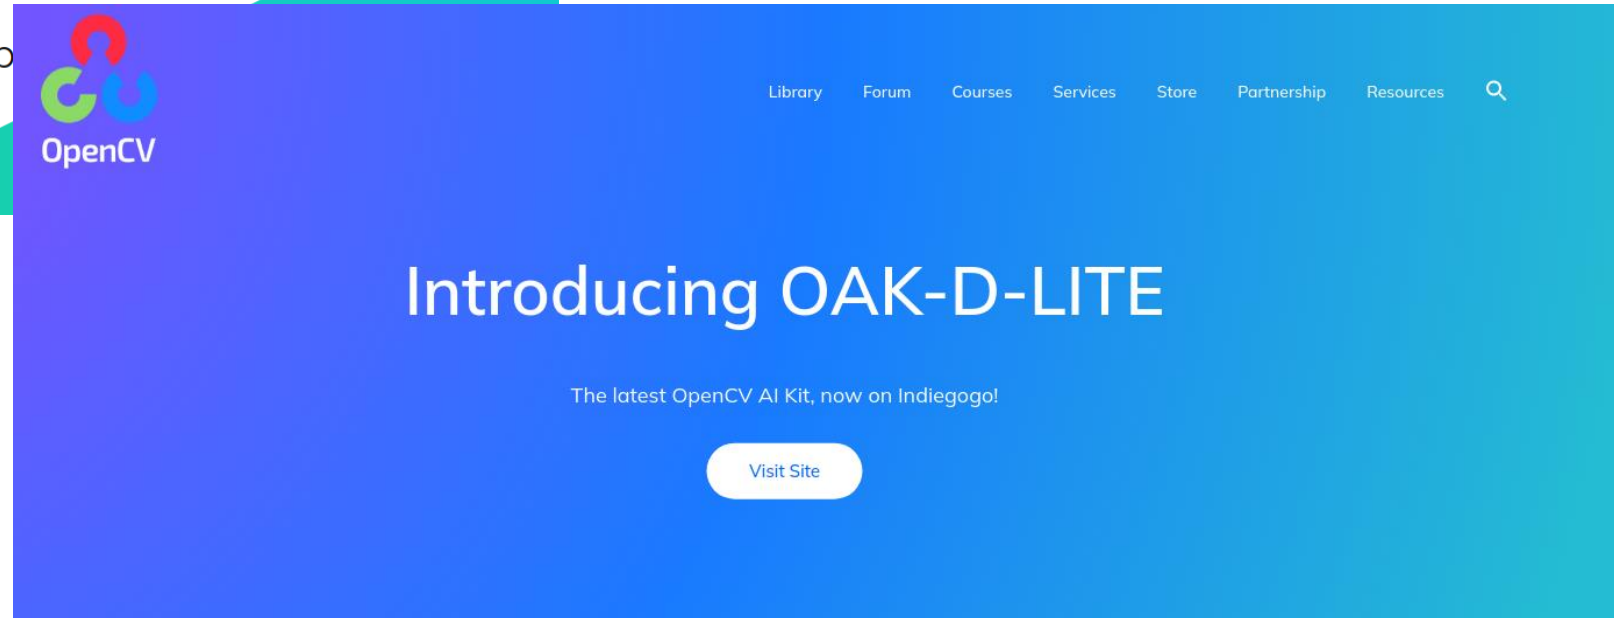 OpenCV
Library Forum Courses Services Store Partnership Resources
Introducing OAK-D-LITE
The latest OpenCV AI Kit, now on Indiegogo!
Visit Site